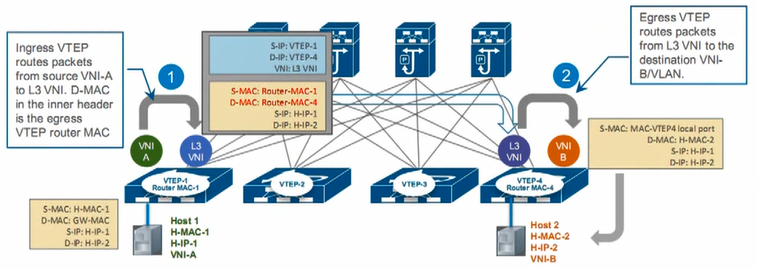 Ingress VTEP
routes packets
from source VNI-A
to L3 VNI. D-MAC
in the inner header
is the egress
VTEP router MAC
1
S-IP: VTEP-1
D-IP: VTEP-4
VNI: L3 VNI
S-MAC: Router-MAC-1
D-MAC: Router-MAC-4
S-IP: H-IP-1
D-IP: H-IP-2
P
P
2
Egress VTEP
routes packets
from L3 VNI to the
destination VNI-
B/VLAN.
VNI
A
L3
VNI
L3
VNI
VNI
B
S-MAC: MAC-VTEP4 local port
D-MAC: H-MAC-2
S-IP: H-IP-1
D-IP: H-IP-2
VTEP-1
Router MAC-1
VTEP-2
VTEP-3
VTEP-4
Router MAC-4
S-MAC: H-MAC-1
D-MAC: GW-MAC
S-IP: H-IP-1
D-IP: H-IP-2
Host 1
H-MAC-1
H-IP-1
VNI-A
Host 2
H-MAC-2
H-IP-2
VNI-B